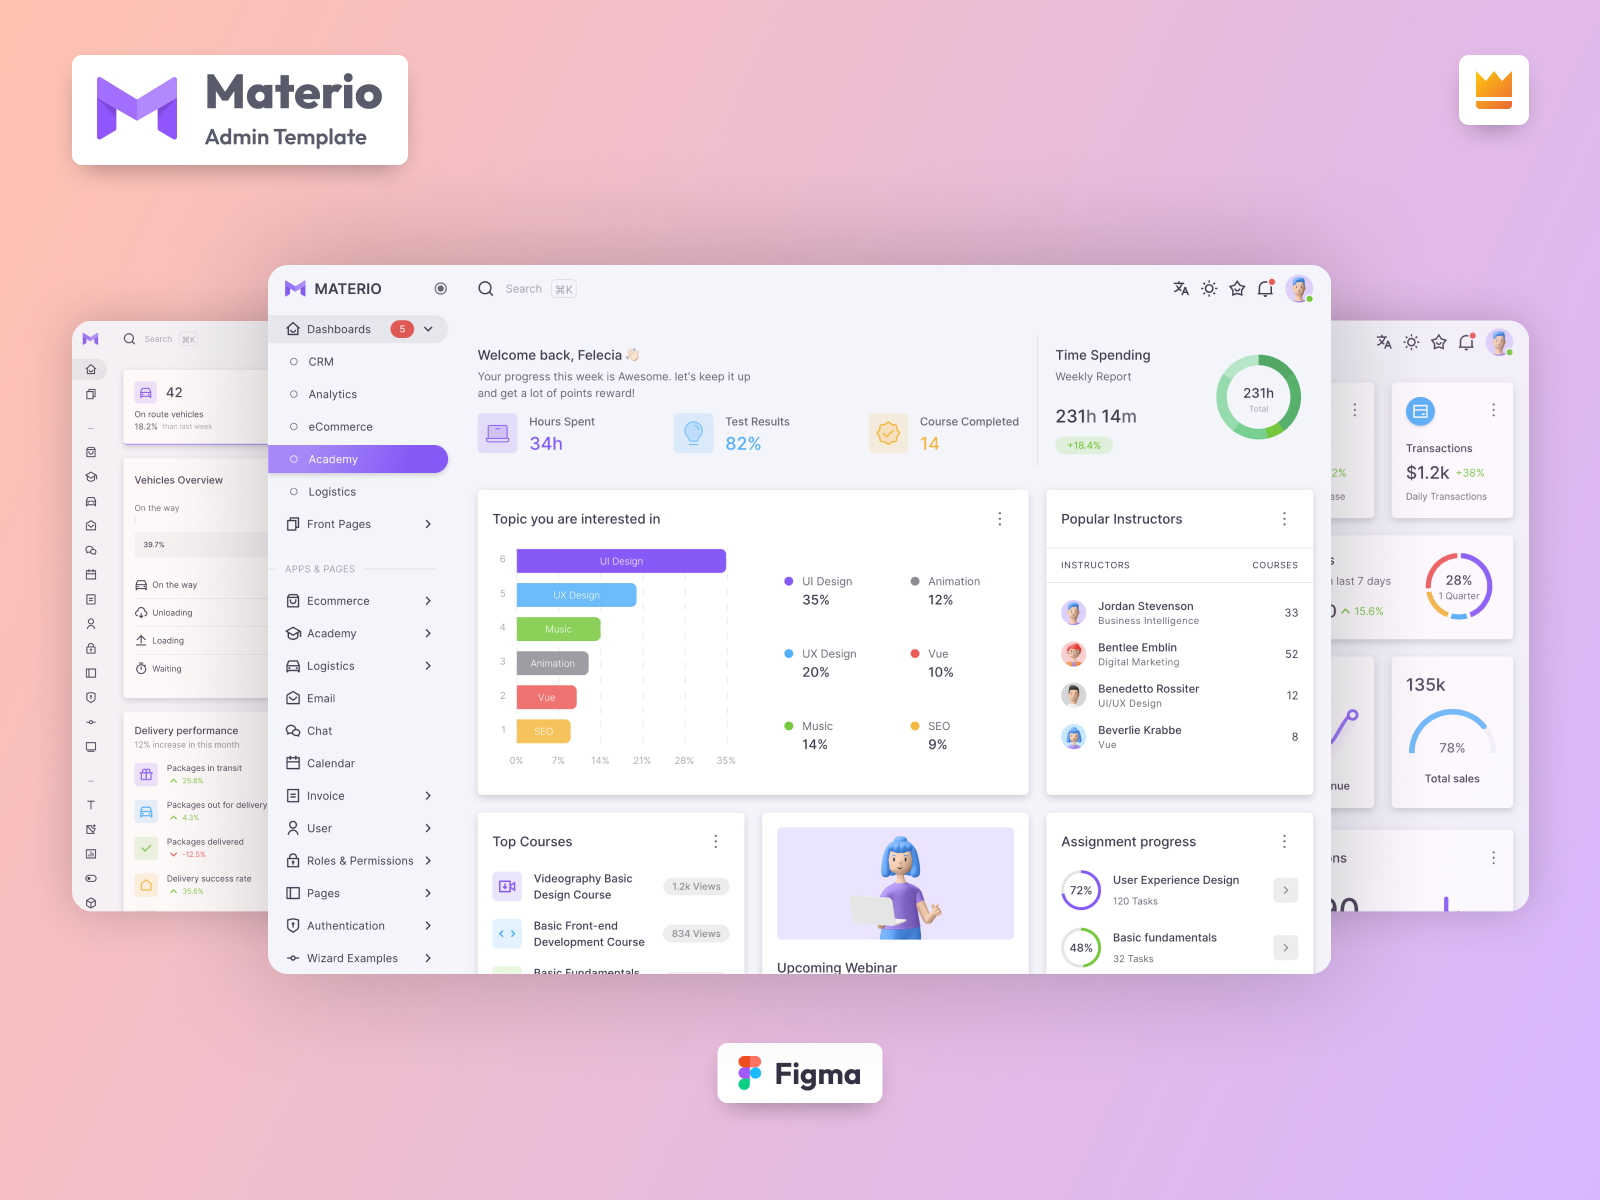 Materio
Admin Template
MATERIO
Search ⌘K
Dashboards 5
CRM
Analytics
eCommerce
Academy
Logistics
Front Pages
APPS & PAGES
Ecommerce
Academy
Logistics
Email
Chat
Calendar
Invoice
User
Roles & Permissions
Pages
Authentication
Wizard Examples
Welcome back, Felecia 👋🏻
Your progress this week is Awesome. let's keep it up
and get a lot of points reward!
Hours Spent
34h
Test Results
82%
Course Completed
14
Time Spending
Weekly Report
231h 14m
+18.4%
231h
Total
Topic you are interested in
6 UI Design
5 UX Design
4 Music
3 Animation
2 Vue
1 SEO
0% 7% 14% 21% 28% 35%
UI Design
35%
Animation
12%
UX Design
20%
Vue
10%
Music
14%
SEO
9%
Popular Instructors
INSTRUCTORS COURSES
Jordan Stevenson
Business Intelligence
33
Bentlee Emblin
Digital Marketing
52
Benedetto Rossiter
UI/UX Design
12
Beverlie Krabbe
Vue
8
Top Courses
Videography Basic
Design Course
1.2k Views
Basic Front-end
Development Course
834 Views
Basic Fundamentals
Upcoming Webinar
Assignment progress
72%
User Experience Design
120 Tasks
48%
Basic fundamentals
32 Tasks
Search ⌘K
42
On route vehicles
18.2% than last week
Vehicles Overview
On the way
39.7%
On the way
Unloading
Loading
Waiting
Delivery performance
12% increase in this month
Packages in transit
25.8%
Packages out for delivery
4.3%
Packages delivered
-12.5%
Delivery success rate
35.6%
2%
Transactions
$1.2k +38%
Daily Transactions
last 7 days
15.6%
28%
1 Quarter
135k
78%
Total sales
Figma